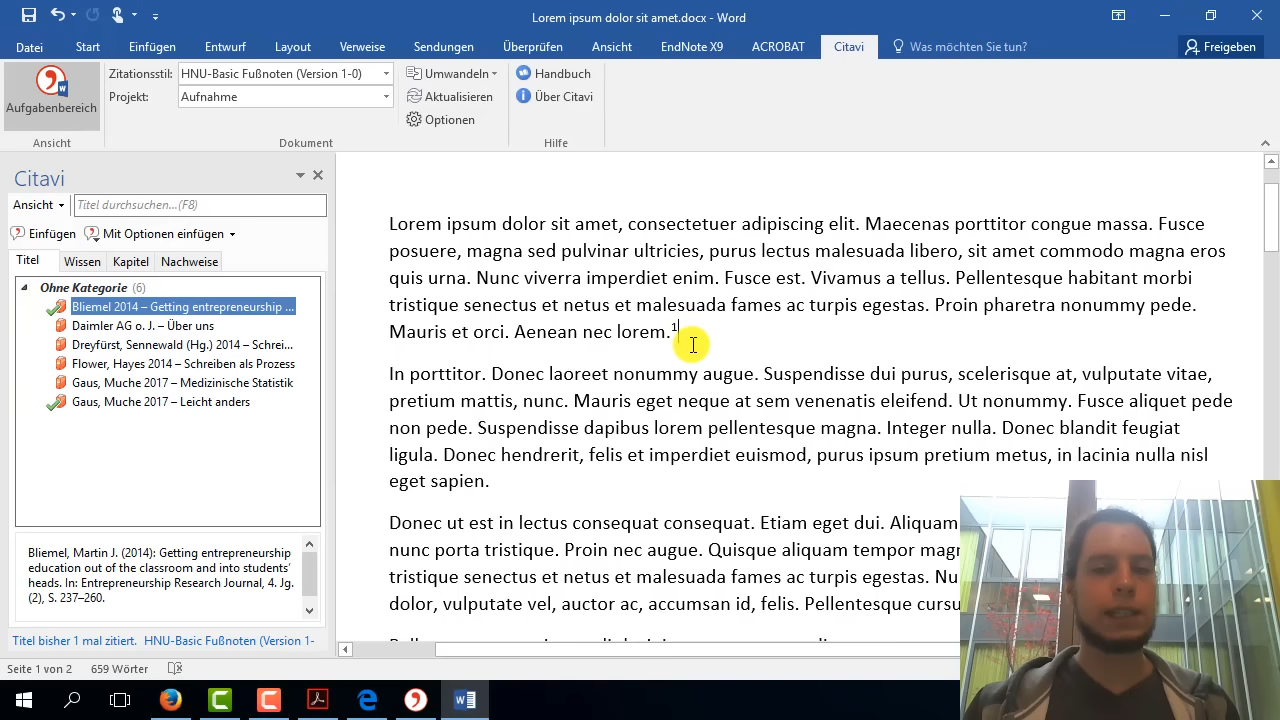 Lorem ipsum dolor sit amet.docx - Word
Datei Start Einfügen Entwurf Layout Verweise Sendungen Überprüfen Ansicht EndNote X9 ACROBAT Citavi Was möchten Sie tun? Freigeben
Aufgabenbereich
Ansicht
Zitationsstil: HNU-Basic Fußnoten (Version 1-0)
Projekt: Aufnahme
Umwandeln
Aktualisieren
Optionen
Dokument
Handbuch
Über Citavi
Hilfe
Citavi
Ansicht Titel durchsuchen...(F8)
Einfügen Mit Optionen einfügen
Titel Wissen Kapitel Nachweise
Ohne Kategorie (6)
Bliemel 2014 – Getting entrepreneurship ...
Daimler AG o. J. – Über uns
Dreyfürst, Sennewald (Hg.) 2014 – Schrei...
Flower, Hayes 2014 – Schreiben als Prozess
Gaus, Muche 2017 – Medizinische Statistik
Gaus, Muche 2017 – Leicht anders
Bliemel, Martin J. (2014): Getting entrepreneurship
education out of the classroom and into students’
heads. In: Entrepreneurship Research Journal, 4. Jg.
(2), S. 237–260.
Titel bisher 1 mal zitiert. HNU-Basic Fußnoten (Version 1-
Lorem ipsum dolor sit amet, consectetuer adipiscing elit. Maecenas porttitor congue massa. Fusce
posuere, magna sed pulvinar ultricies, purus lectus malesuada libero, sit amet commodo magna eros
quis urna. Nunc viverra imperdiet enim. Fusce est. Vivamus a tellus. Pellentesque habitant morbi
tristique senectus et netus et malesuada fames ac turpis egestas. Proin pharetra nonummy pede.
Mauris et orci. Aenean nec lorem.¹
In porttitor. Donec laoreet nonummy augue. Suspendisse dui purus, scelerisque at, vulputate vitae,
pretium mattis, nunc. Mauris eget neque at sem venenatis eleifend. Ut nonummy. Fusce aliquet pede
non pede. Suspendisse dapibus lorem pellentesque magna. Integer nulla. Donec blandit feugiat
ligula. Donec hendrerit, felis et imperdiet euismod, purus ipsum pretium metus, in lacinia nulla nisl
eget sapien.
Donec ut est in lectus consequat consequat. Etiam eget dui. Aliquam
nunc porta tristique. Proin nec augue. Quisque aliquam tempor mag
tristique senectus et netus et malesuada fames ac turpis egestas. Nu
dolor, vulputate vel, auctor ac, accumsan id, felis. Pellentesque cursu
Seite 1 von 2 659 Wörter